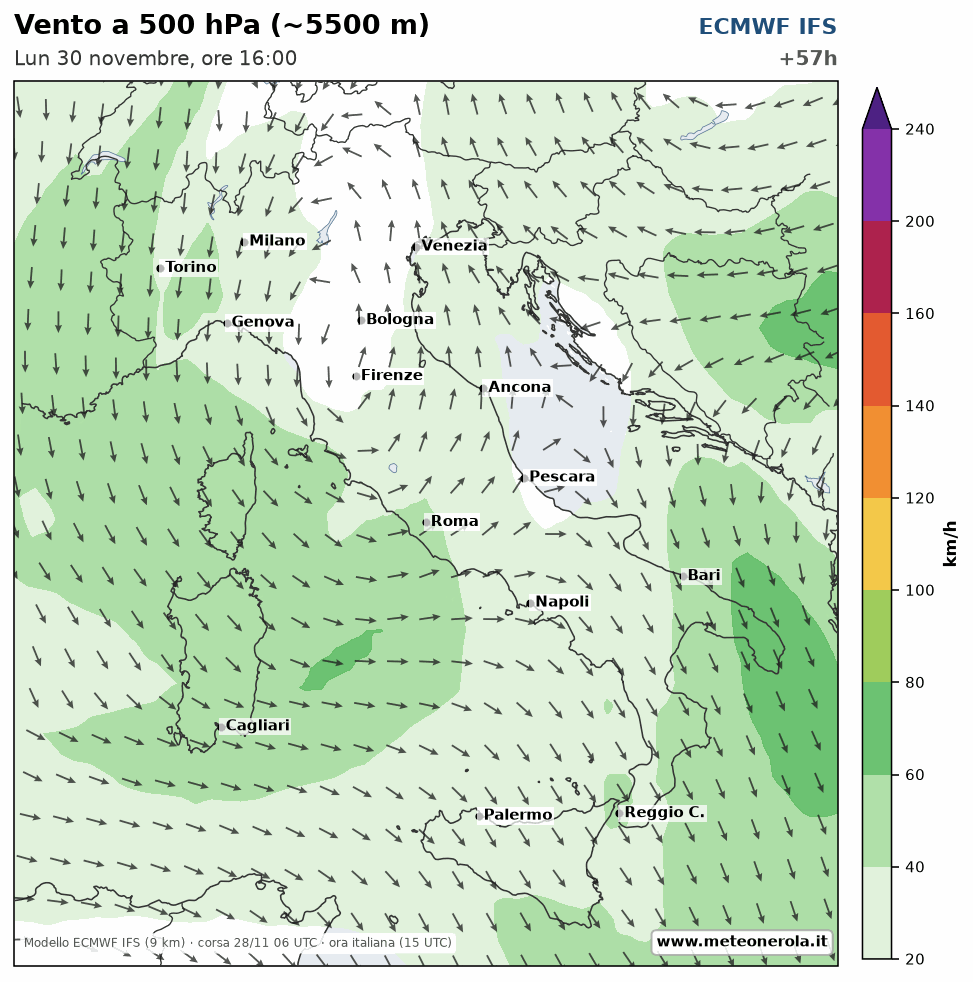 Vento a 500 hPa (~5500 m)
ECMWF IFS
Lun 30 novembre, ore 16:00
+57h
240
200
160
140
120
100
80
60
40
20
km/h
Milano
Venezia
Torino
Genova
Bologna
Firenze
Ancona
Pescara
Roma
Bari
Napoli
Cagliari
Palermo
Reggio C.
Modello ECMWF IFS (9 km) · corsa 28/11 06 UTC · ora italiana (15 UTC)
www.meteonerola.it